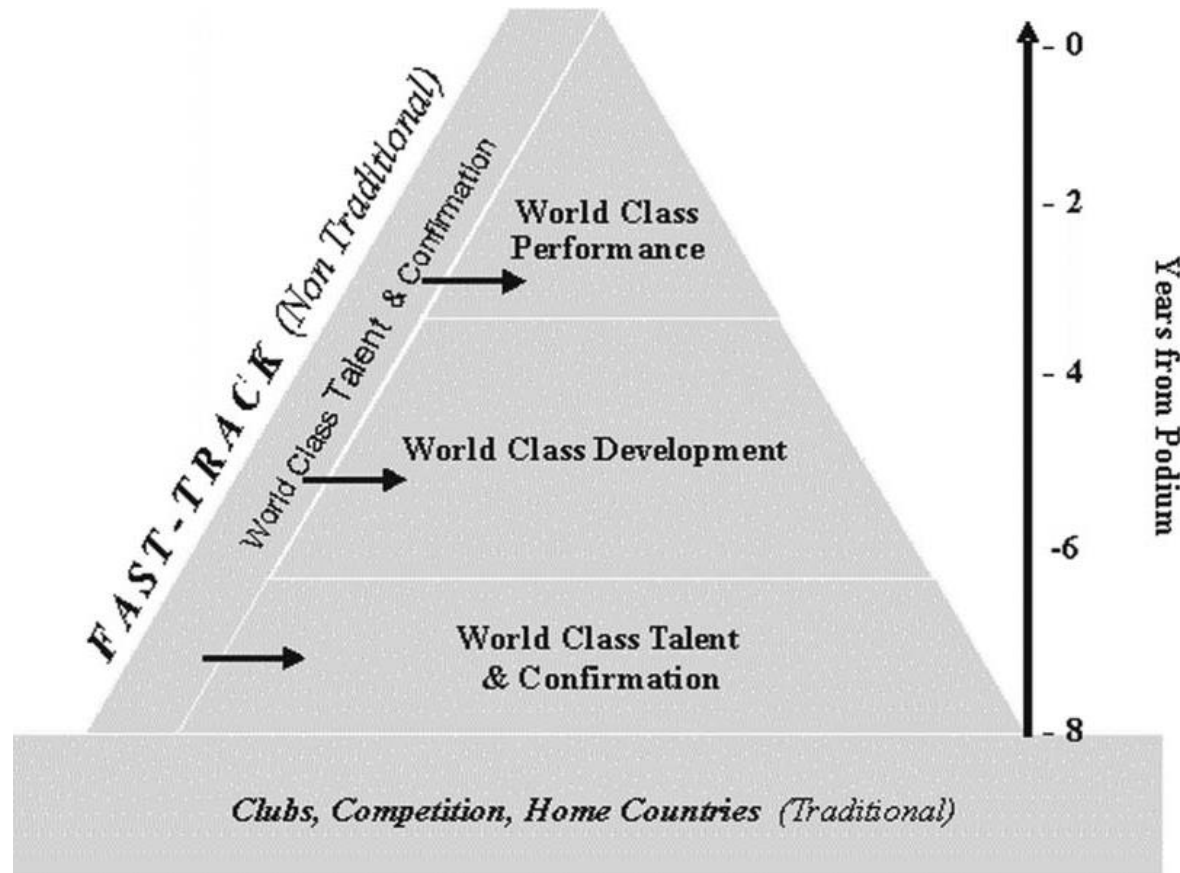 FAST-TRACK (Non Traditional)
World Class Talent & Confirmation
World Class
Performance
World Class Development
World Class Talent
& Confirmation
Clubs, Competition, Home Countries (Traditional)
- 0
- 2
- 4
-6
- 8
Years from Podium